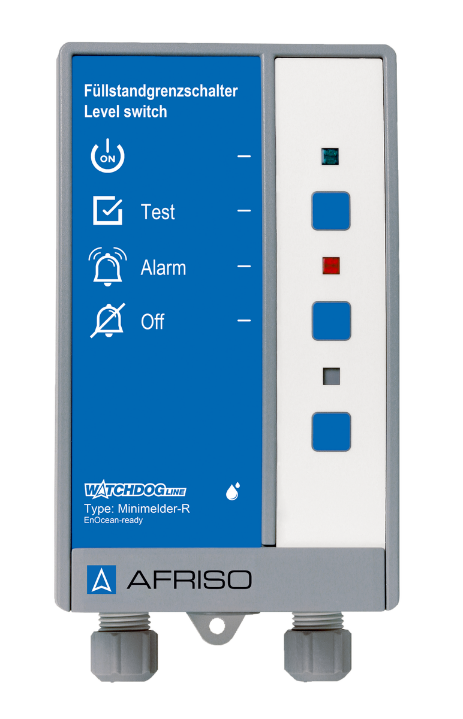 Füllstandgrenzschalter
Level switch
ON
Test
Alarm
Off
WATCHDOG LINE
Type: Minimelder-R
EnOcean-ready
AFRISO